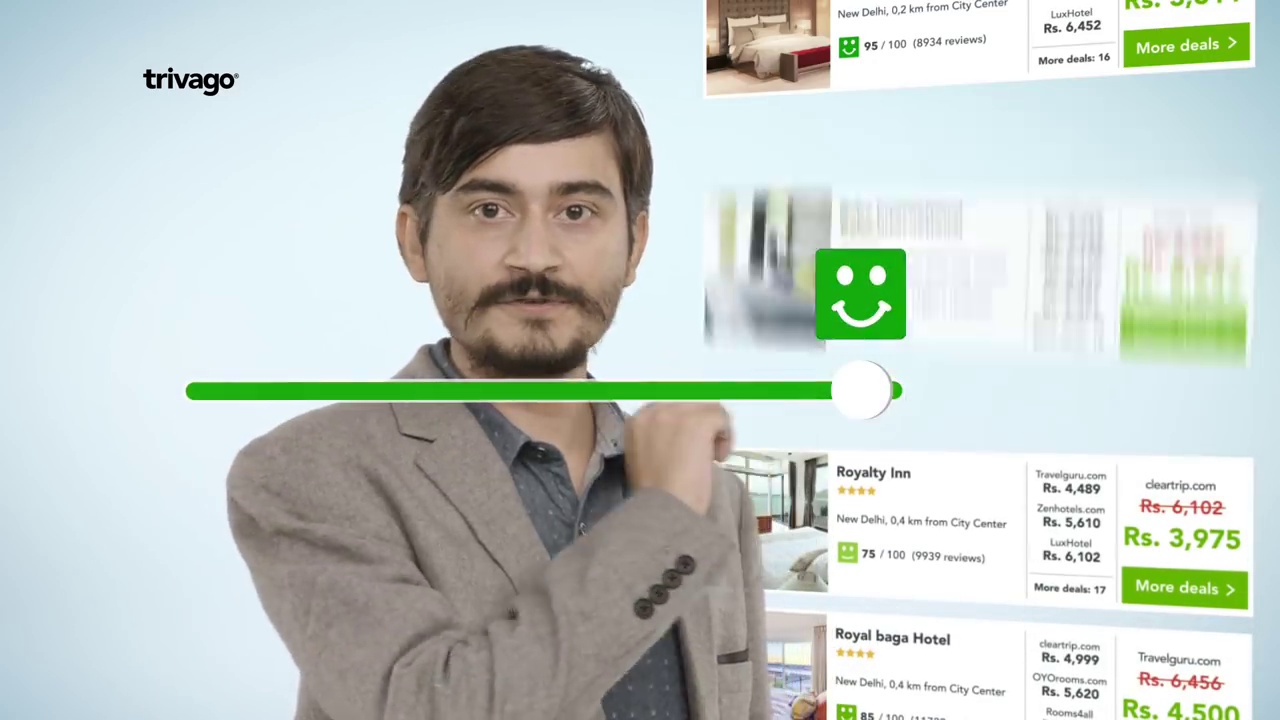 trivago
New Delhi, 0,2 km from City Center
95 / 100 (8934 reviews)
LuxHotel
Rs. 6,452
More deals: 16
More deals >
Royalty Inn
New Delhi, 0,4 km from City Center
75 / 100 (9939 reviews)
Travelguru.com
Rs. 4,489
Zenhotels.com
Rs. 5,610
LuxHotel
Rs. 6,102
More deals: 17
cleartrip.com
Rs. 6,102
Rs. 3,975
More deals >
Royal baga Hotel
New Delhi, 0,4 km from City Center
85 / 100
cleartrip.com
Rs. 4,999
OYOrooms.com
Rs. 5,620
Rooms4all
Travelguru.com
Rs. 6,456
Rs. 4,500